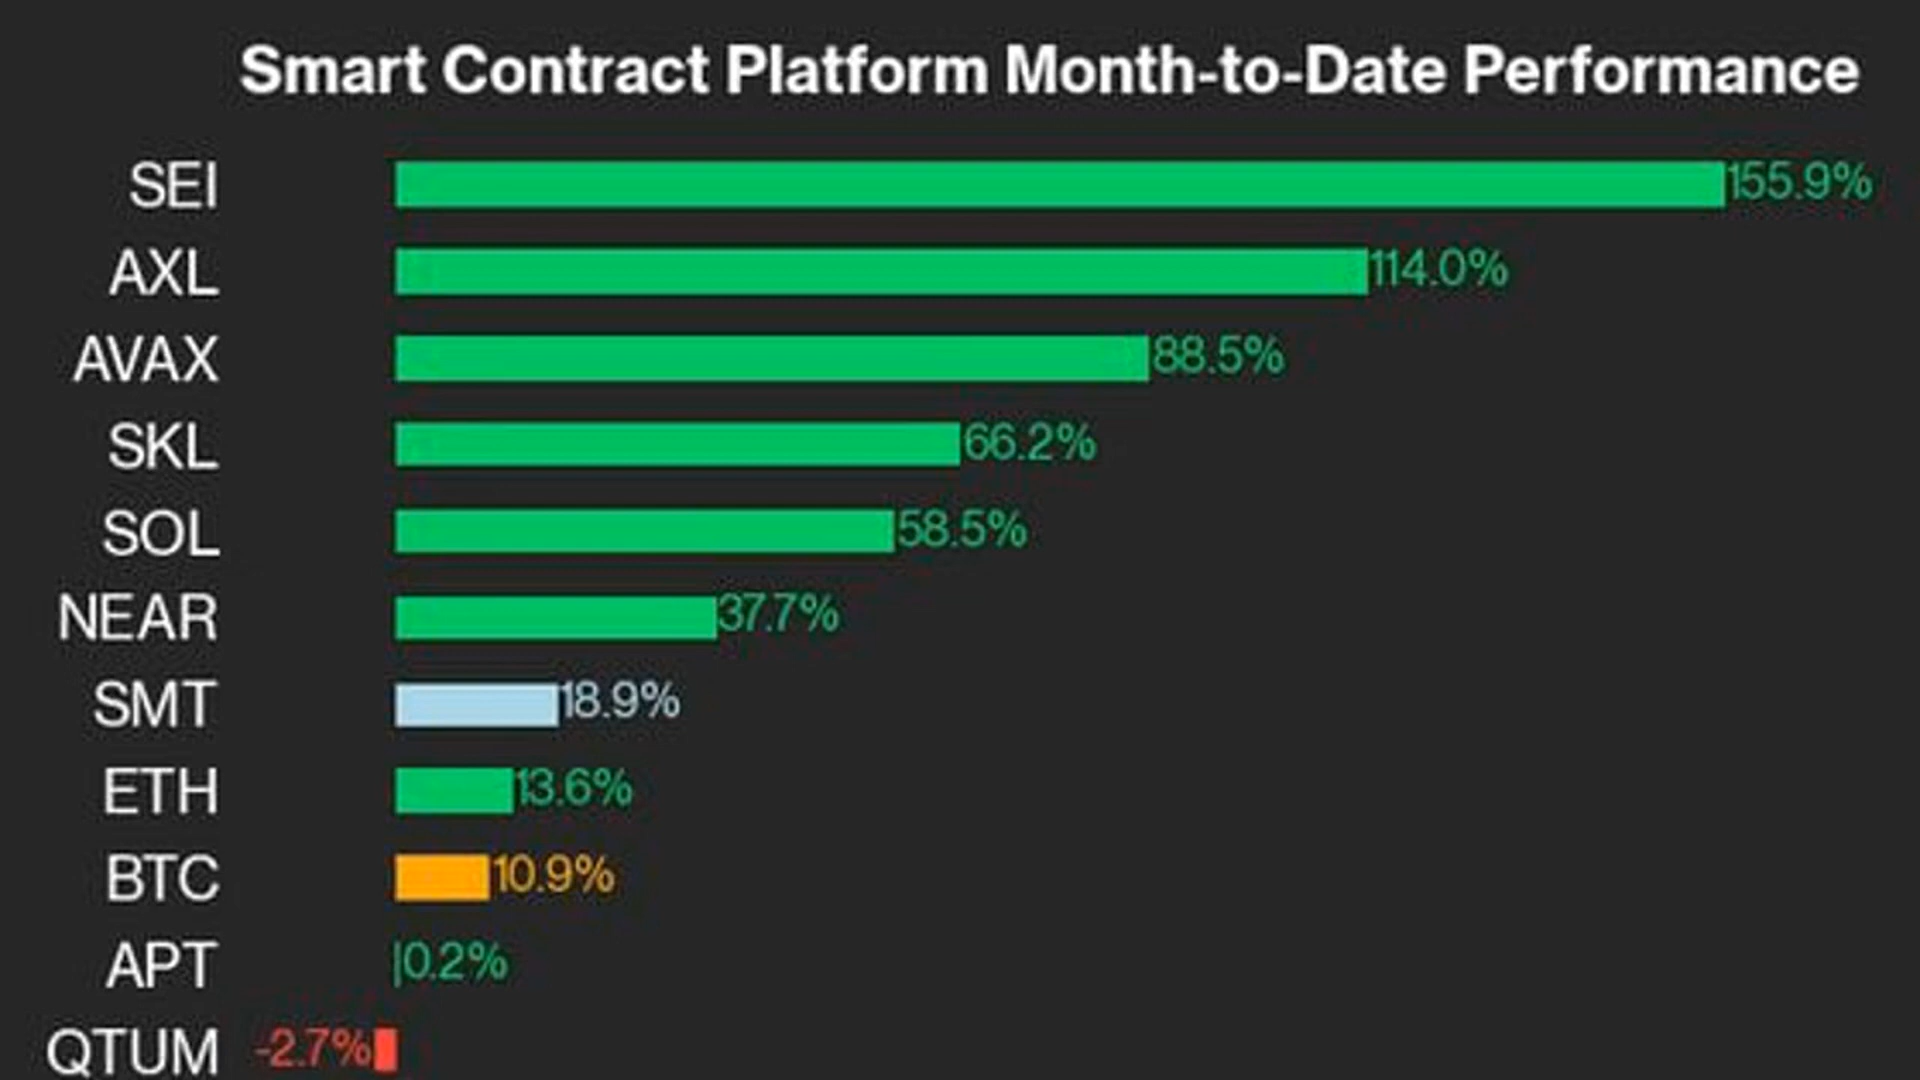 Smart Contract Platform Month-to-Date Performance
SEI 155.9%
AXL 114.0%
AVAX 88.5%
SKL 66.2%
SOL 58.5%
NEAR 37.7%
SMT 18.9%
ETH 13.6%
BTC 10.9%
APT 0.2%
QTUM -2.7%